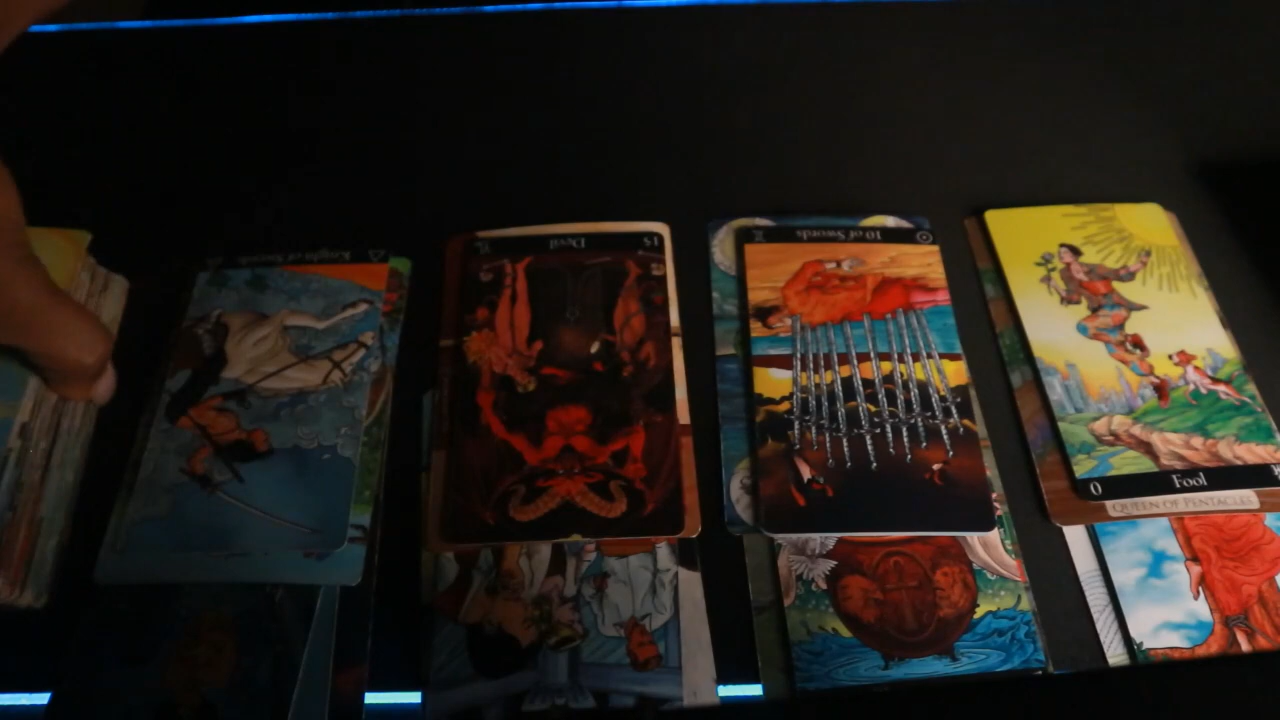 Knight of Swords
Devil
15
10 of Swords
0
Fool
QUEEN OF PENTACLES